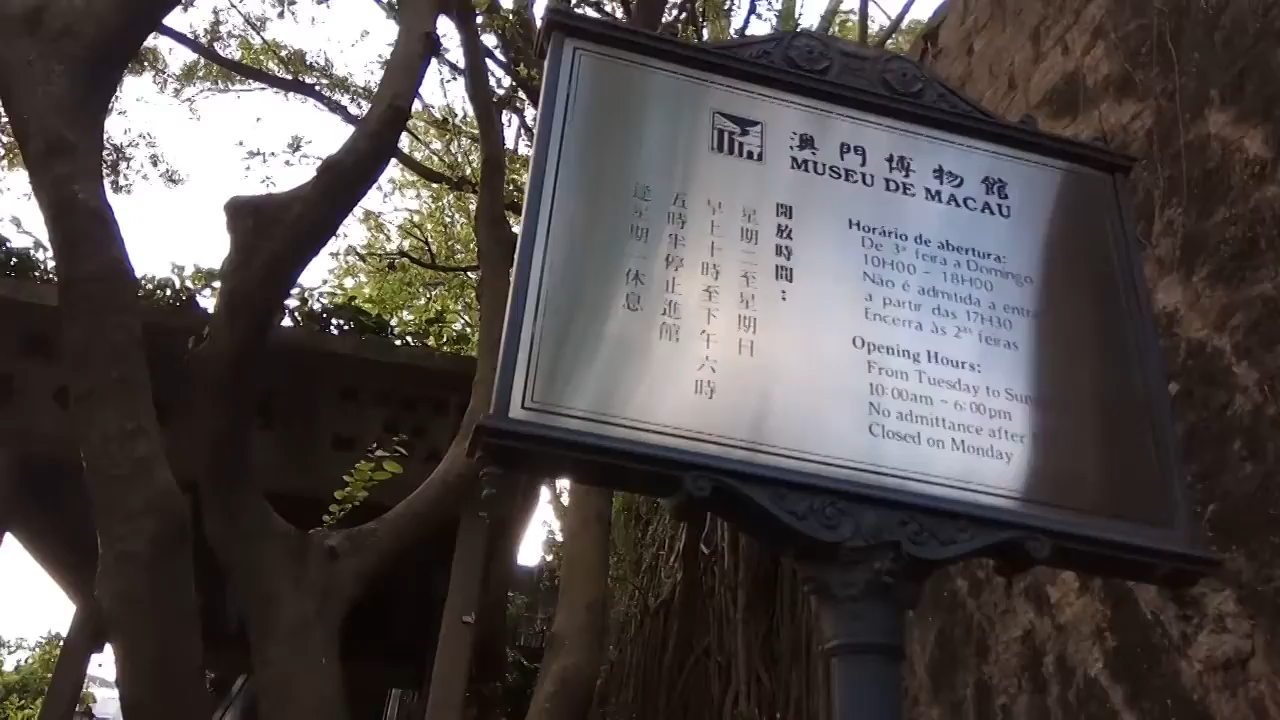 澳門博物館
MUSEU DE MACAU
開放時間：
星期二至星期日
早上十時至下午六時
五時半停止進館
逢星期一休息
Horário de abertura:
De 3ª feira a Domingo
10H00 - 18H00
Não é admitida a entra
a partir das 17H30
Encerra às 2ªˢ feiras
Opening Hours:
From Tuesday to Sun
10:00am - 6:00pm
No admittance after
Closed on Monday